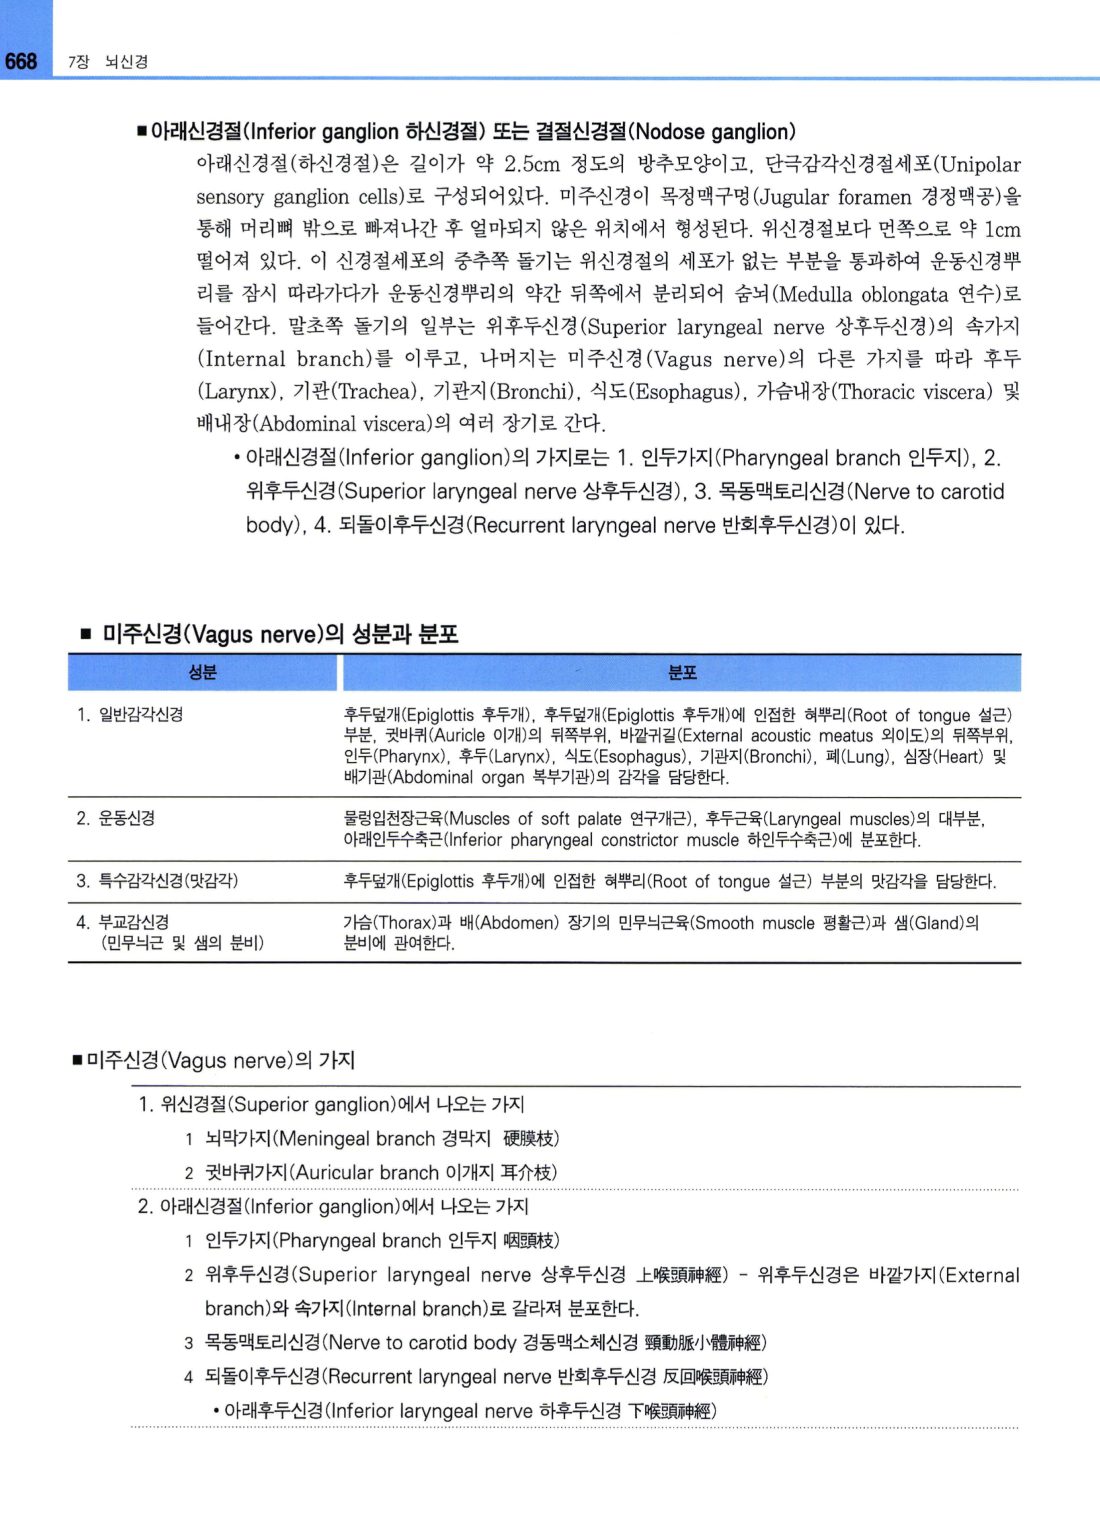 668 7장 뇌신경
■ 아래신경절(Inferior ganglion 하신경절) 또는 결절신경절(Nodose ganglion)
아래신경절(하신경절)은 길이가 약 2.5cm 정도의 방추모양이고, 단극감각신경절세포(Unipolar
sensory ganglion cells)로 구성되어있다. 미주신경이 목정맥구멍(Jugular foramen 경정맥공)을
통해 머리뼈 밖으로 빠져나간 후 얼마되지 않은 위치에서 형성된다. 위신경절보다 먼쪽으로 약 1cm
떨어져 있다. 이 신경절세포의 중추쪽 돌기는 위신경절의 세포가 없는 부분을 통과하여 운동신경뿌
리를 잠시 따라가다가 운동신경뿌리의 약간 뒤쪽에서 분리되어 숨뇌(Medulla oblongata 연수)로
들어간다. 말초쪽 돌기의 일부는 위후두신경(Superior laryngeal nerve 상후두신경)의 속가지
(Internal branch)를 이루고, 나머지는 미주신경(Vagus nerve)의 다른 가지를 따라 후두
(Larynx), 기관(Trachea), 기관지(Bronchi), 식도(Esophagus), 가슴내장(Thoracic viscera) 및
배내장(Abdominal viscera)의 여러 장기로 간다.
• 아래신경절(Inferior ganglion)의 가지로는 1. 인두가지(Pharyngeal branch 인두지), 2.
위후두신경(Superior laryngeal nerve 상후두신경), 3. 목동맥토리신경(Nerve to carotid
body), 4. 되돌이후두신경(Recurrent laryngeal nerve 반회후두신경)이 있다.
■ 미주신경(Vagus nerve)의 성분과 분포
성분 분포
1. 일반감각신경 후두덮개(Epiglottis 후두개), 후두덮개(Epiglottis 후두개)에 인접한 혀뿌리(Root of tongue 설근)
부분, 귓바퀴(Auricle 이개)의 뒤쪽부위, 바깥귀길(External acoustic meatus 외이도)의 뒤쪽부위,
인두(Pharynx), 후두(Larynx), 식도(Esophagus), 기관지(Bronchi), 폐(Lung), 심장(Heart) 및
배기관(Abdominal organ 복부기관)의 감각을 담당한다.
2. 운동신경 물렁입천장근육(Muscles of soft palate 연구개근), 후두근육(Laryngeal muscles)의 대부분,
아래인두수축근(Inferior pharyngeal constrictor muscle 하인두수축근)에 분포한다.
3. 특수감각신경(맛감각) 후두덮개(Epiglottis 후두개)에 인접한 혀뿌리(Root of tongue 설근) 부분의 맛감각을 담당한다.
4. 부교감신경 가슴(Thorax)과 배(Abdomen) 장기의 민무늬근육(Smooth muscle 평활근)과 샘(Gland)의
(민무늬근 및 샘의 분비) 분비에 관여한다.
■ 미주신경(Vagus nerve)의 가지
1. 위신경절(Superior ganglion)에서 나오는 가지
1 뇌막가지(Meningeal branch 경막지 硬膜枝)
2 귓바퀴가지(Auricular branch 이개지 耳介枝)
2. 아래신경절(Inferior ganglion)에서 나오는 가지
1 인두가지(Pharyngeal branch 인두지 咽頭枝)
2 위후두신경(Superior laryngeal nerve 상후두신경 上喉頭神經) - 위후두신경은 바깥가지(External
branch)와 속가지(Internal branch)로 갈라져 분포한다.
3 목동맥토리신경(Nerve to carotid body 경동맥소체신경 頸動脈小體神經)
4 되돌이후두신경(Recurrent laryngeal nerve 반회후두신경 反回喉頭神經)
• 아래후두신경(Inferior laryngeal nerve 하후두신경 下喉頭神經)